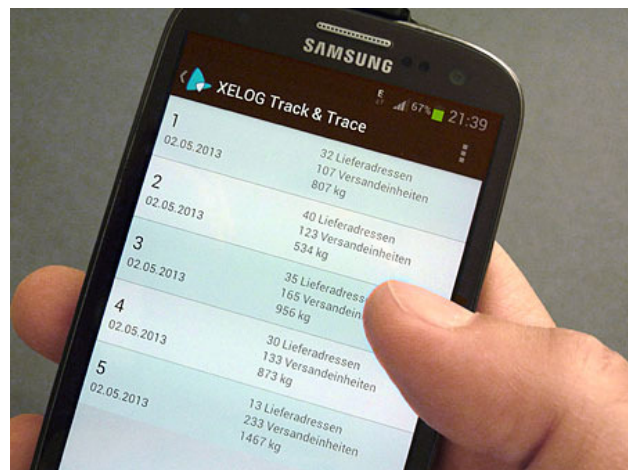 SAMSUNG
E
67% 21:39
XELOG Track & Trace
1
02.05.2013
32 Lieferadressen
107 Versandeinheiten
807 kg
2
02.05.2013
40 Lieferadressen
123 Versandeinheiten
534 kg
3
02.05.2013
35 Lieferadressen
165 Versandeinheiten
956 kg
4
02.05.2013
30 Lieferadressen
133 Versandeinheiten
873 kg
5
02.05.2013
13 Lieferadressen
233 Versandeinheiten
1467 kg